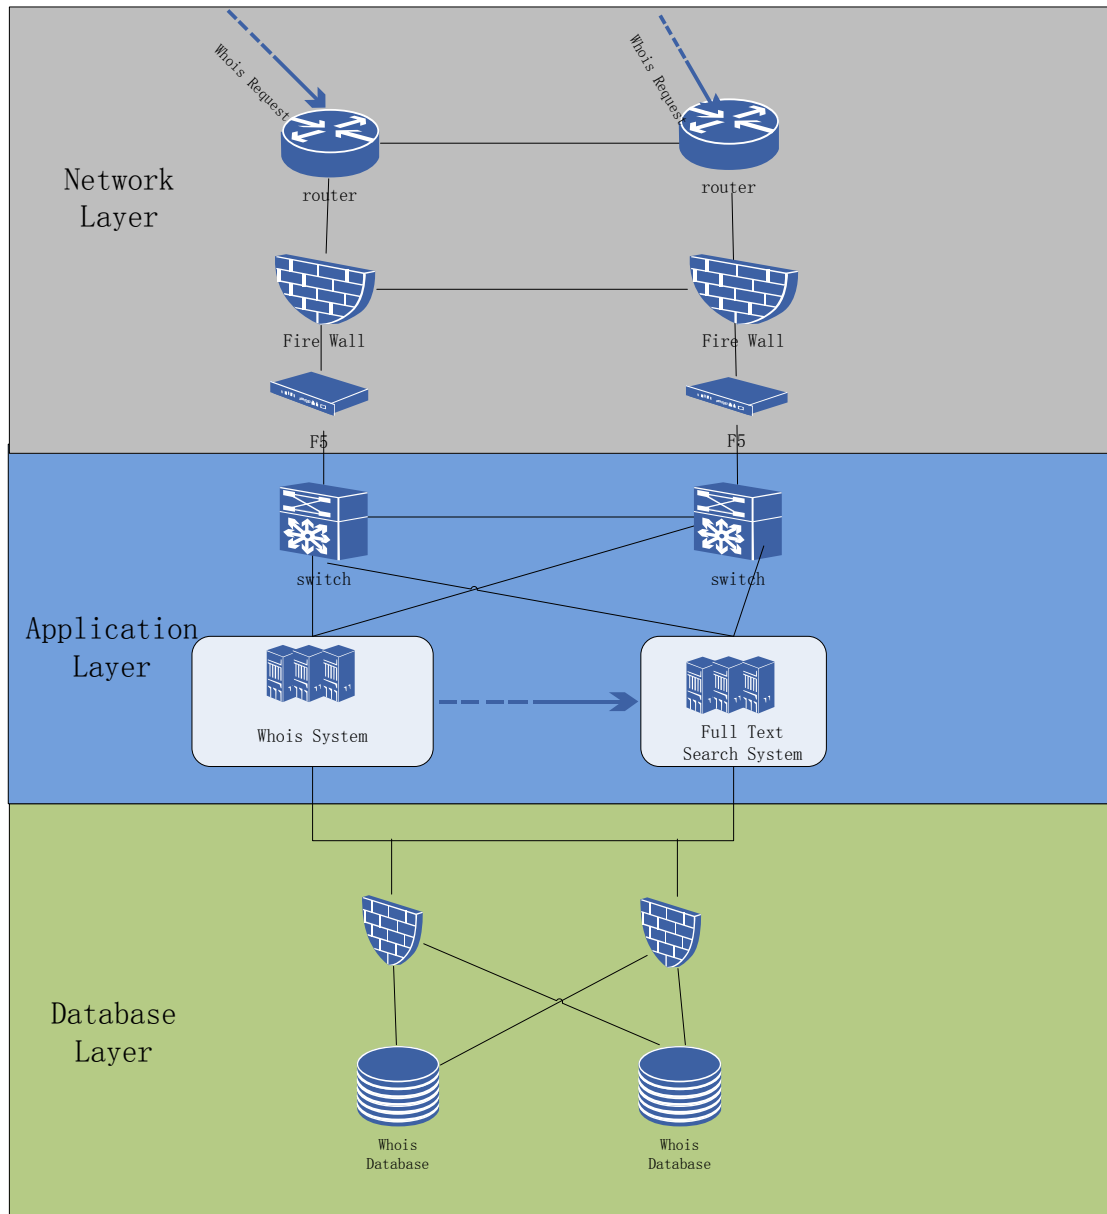 Whois Request
Whois Request
router
router
Network
Layer
Fire Wall
Fire Wall
F5
F5
switch
switch
Application
Layer
Whois System
Full Text
Search System
Database
Layer
Whois
Database
Whois
Database